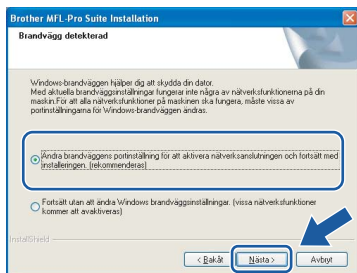 Brother MFL-Pro Suite Installation
Brandvägg detekterad
Windows-brandväggen hjälper dig att skydda din dator.
Med aktuella brandväggsinställningar fungerar inte några av nätverksfunktionerna på din
maskin.För att alla nätverksfunktioner på maskinen ska fungera, måste vissa av
portinställningarna för Windows-brandväggen ändras.
Ändra brandväggens portinställning för att aktivera nätverksanslutningen och fortsätt med
installeringen. (rekommenderas)
Fortsätt utan att ändra Windows brandväggsinställningar. (vissa nätverksfunktioner
kommer att avaktiveras)
InstallShield
< Bakåt
Nästa >
Avbryt